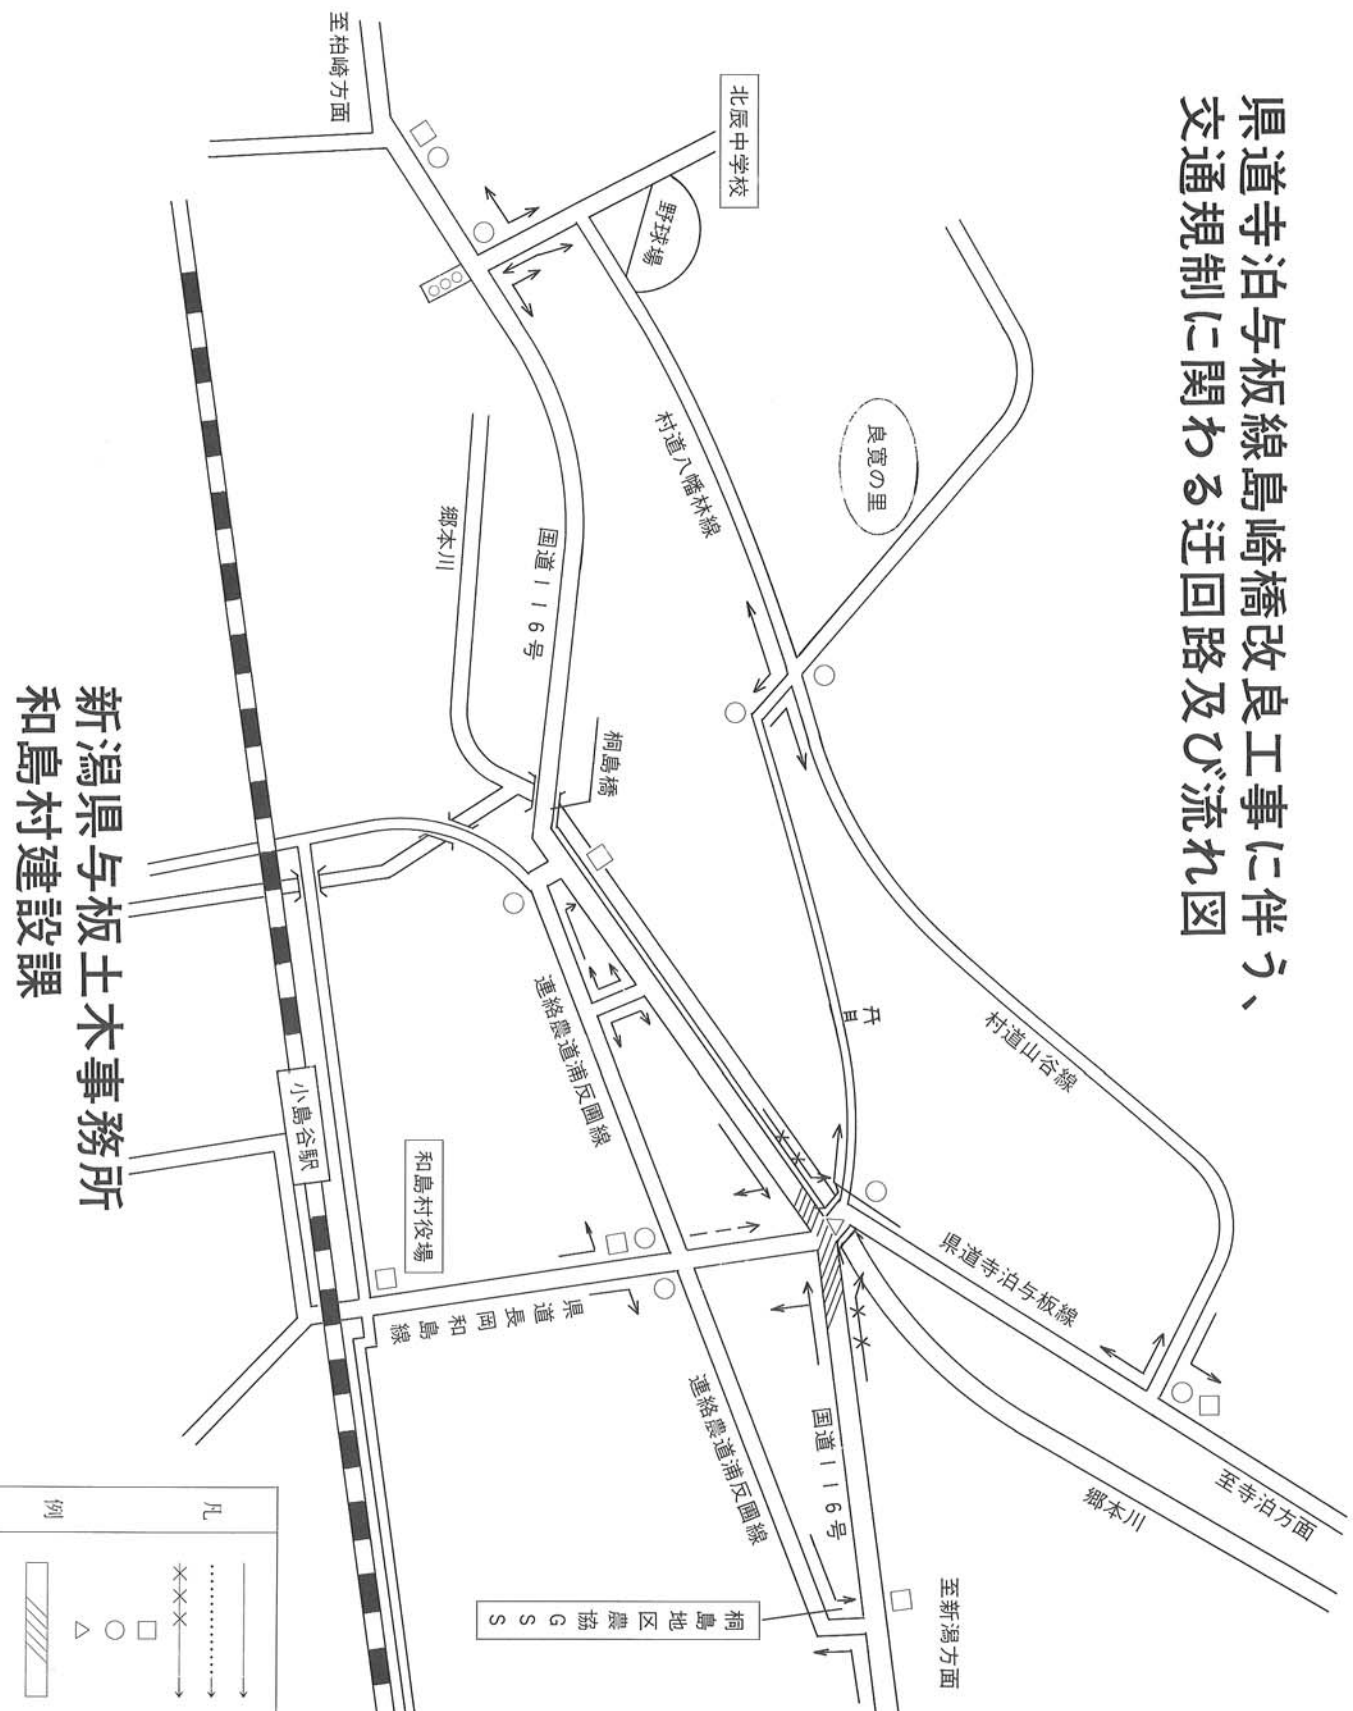 県道寺泊与板線島崎橋改良工事に伴う、
交通規制に関わる迂回路及び流れ図
至柏崎方面
北辰中学校
野球場
良寛の里
村道八幡林線
国道116号
郷本川
桐島橋
村道山谷線
連絡農道浦反圃線
県道寺泊与板線
至寺泊方面
郷本川
小島谷駅
和島村役場
県道長岡和島線
連絡農道浦反圃線
国道116号
至新潟方面
桐島地区農協GSS
新潟県与板土木事務所
和島村建設課
凡
例